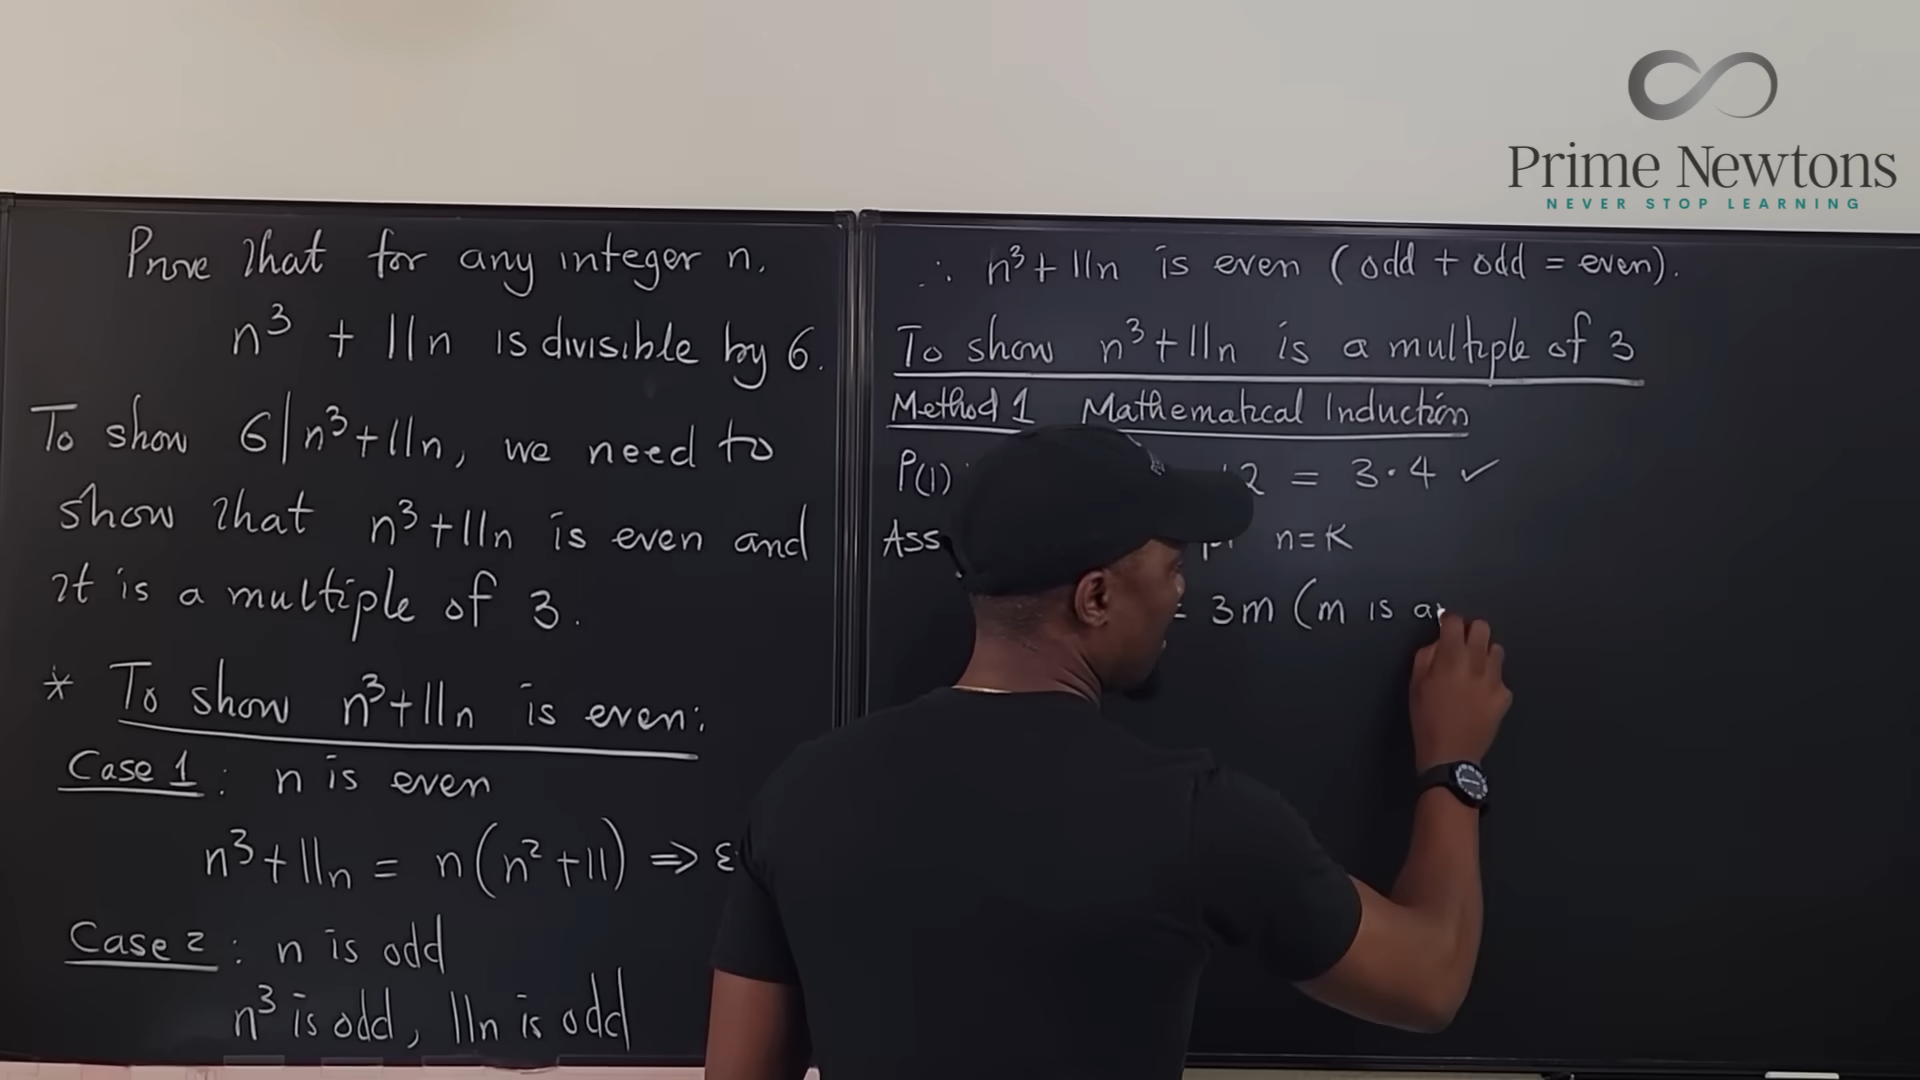 Prime Newtons
NEVER STOP LEARNING
Prove that for any integer n.
n³ + 11n is divisible by 6.
To show 6|n³+11n, we need to
show that n³+11n is even and
it is a multiple of 3.
* To show n³+11n is even:
Case 1: n is even
n³+11n = n(n²+11) ⇒
Case 2: n is odd
n³ is odd, 11n is odd
∴ n³+11n is even (odd + odd = even).
To show n³+11n is a multiple of 3
Method 1 Mathematical Induction
P(1) 2 = 3·4 ✓
Ass n=K
= 3m (m is a